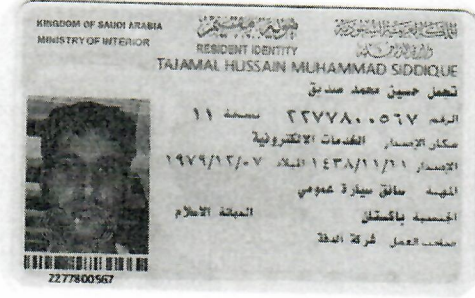 KINGDOM OF SAUDI ARABIA
MINISTRY OF INTERIOR
RESIDENT IDENTITY
TAJAMAL HUSSAIN MUHAMMAD SIDDIQUE
تجمل حسين محمد صديق
الرقم ٢٢٧٧٨٠٠٥٦٧ نسخة ١١
مكان الإصدار الخدمات الالكترونية
الإصدار ١٤٣٨/١١/٢١ الميلاد ١٩٧٩/١٢/٠٧
المهنة سائق سيارة عمومي
الجنسية باكستان الديانة الاسلام
صاحب العمل شركة الدقة
2277800567